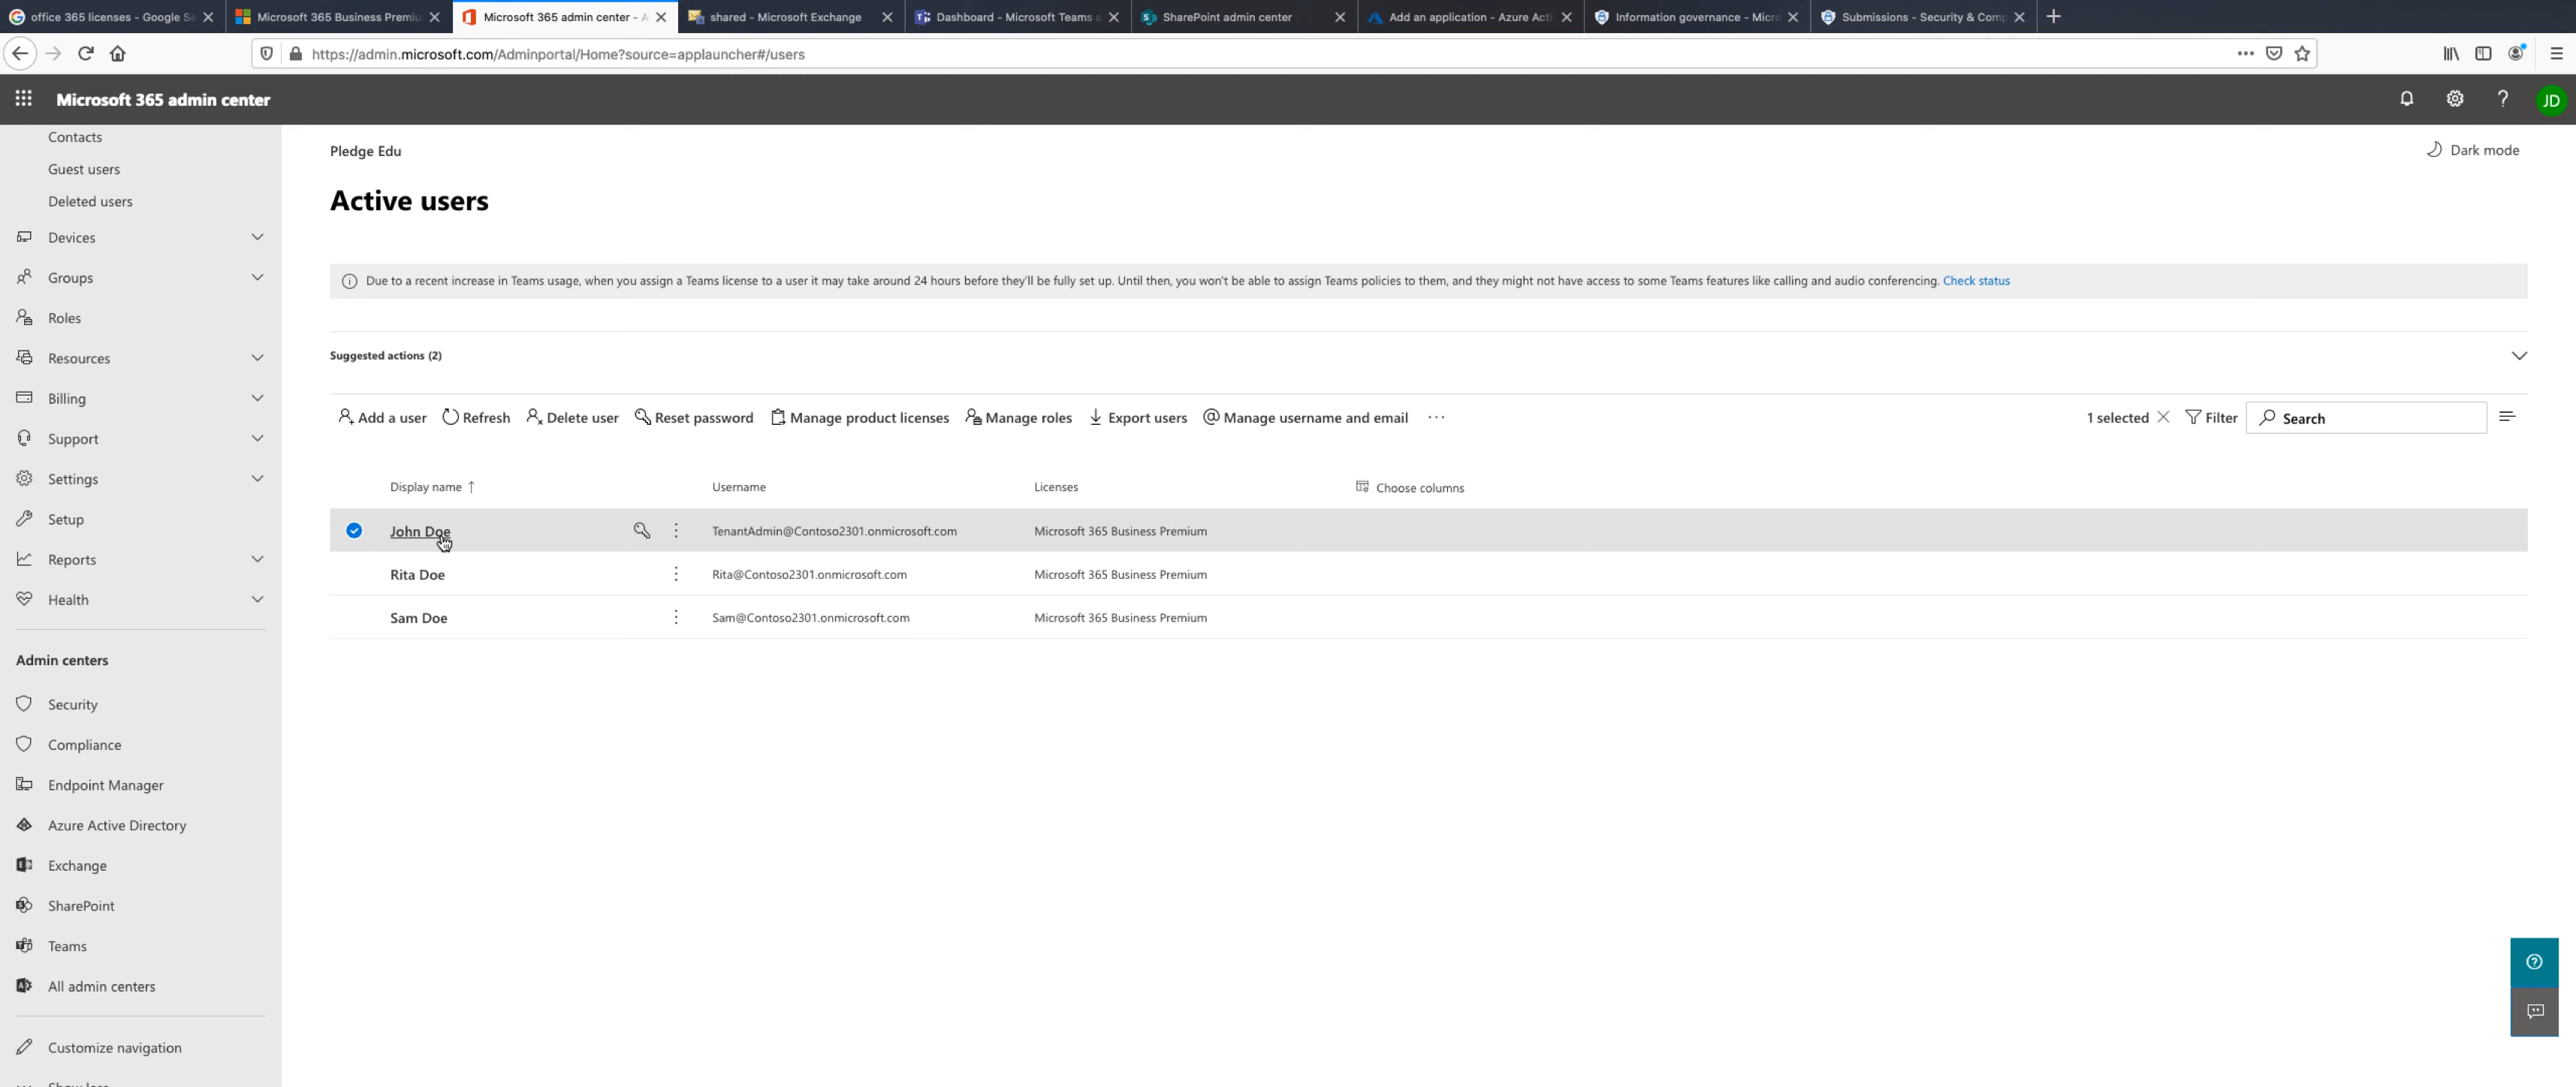 office 365 licenses - Google Se
Microsoft 365 Business Premiu
Microsoft 365 admin center - A
shared - Microsoft Exchange
Dashboard - Microsoft Teams a
SharePoint admin center
Add an application - Azure Acti
Information governance - Micro
Submissions - Security & Comp
https://admin.microsoft.com/Adminportal/Home?source=applauncher#/users
Microsoft 365 admin center
JD
Contacts
Guest users
Deleted users
Devices
Groups
Roles
Resources
Billing
Support
Settings
Setup
Reports
Health
Admin centers
Security
Compliance
Endpoint Manager
Azure Active Directory
Exchange
SharePoint
Teams
All admin centers
Customize navigation
Show less
Pledge Edu
Dark mode
Active users
Due to a recent increase in Teams usage, when you assign a Teams license to a user it may take around 24 hours before they'll be fully set up. Until then, you won't be able to assign Teams policies to them, and they might not have access to some Teams features like calling and audio conferencing. Check status
Suggested actions (2)
Add a user Refresh Delete user Reset password Manage product licenses Manage roles Export users Manage username and email 1 selected Filter Search
Display name ↑ Username Licenses Choose columns
John Doe TenantAdmin@Contoso2301.onmicrosoft.com Microsoft 365 Business Premium
Rita Doe Rita@Contoso2301.onmicrosoft.com Microsoft 365 Business Premium
Sam Doe Sam@Contoso2301.onmicrosoft.com Microsoft 365 Business Premium